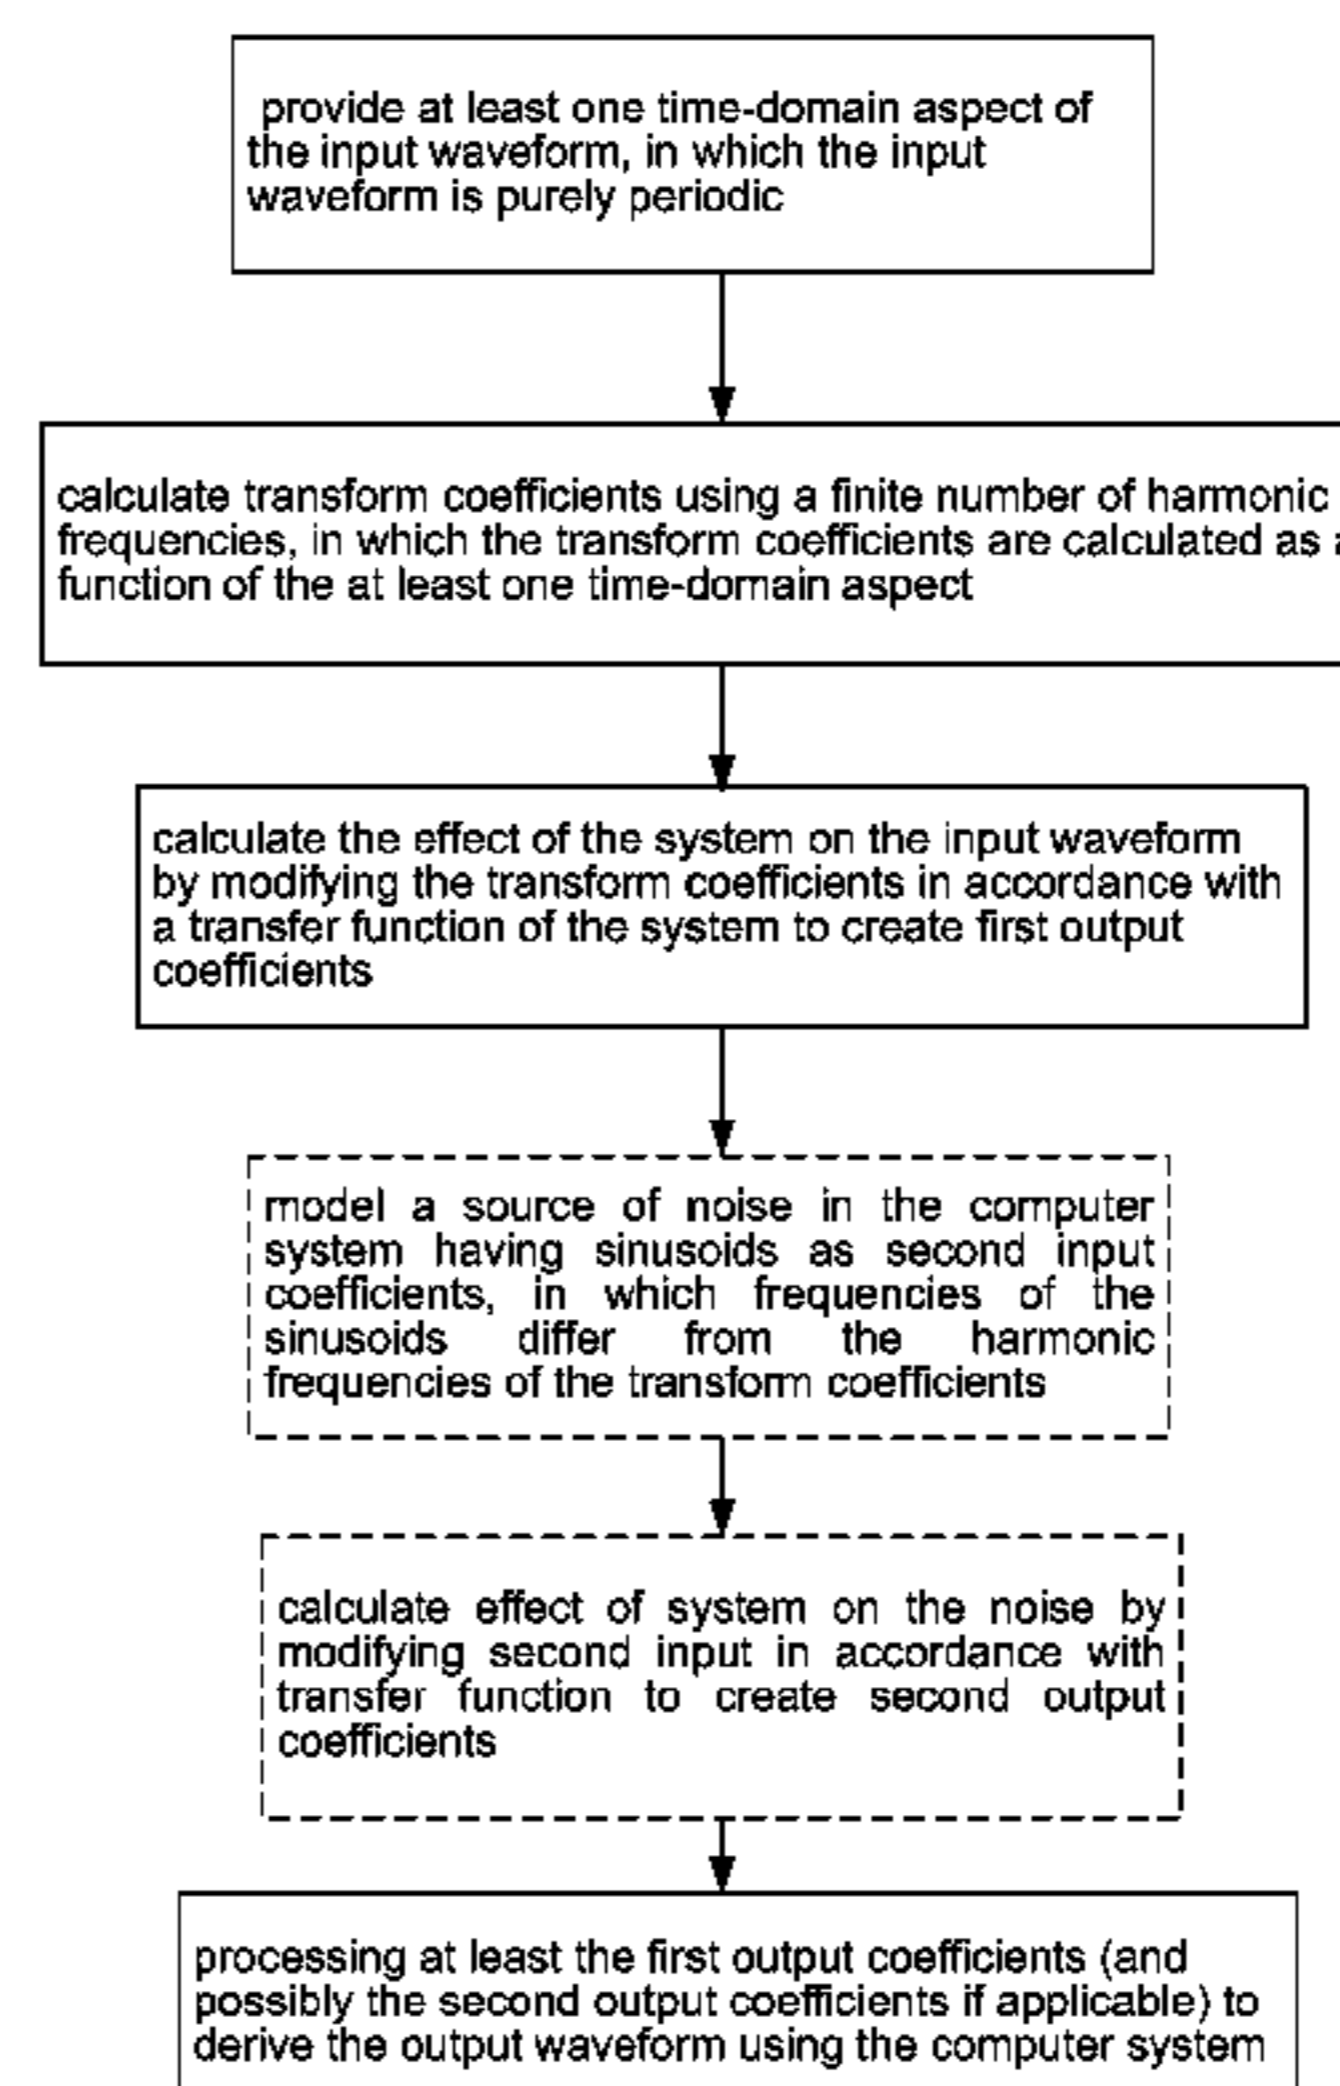 provide at least one time-domain aspect of
the input waveform, in which the input
waveform is purely periodic
calculate transform coefficients using a finite number of harmonic
frequencies, in which the transform coefficients are calculated as a
function of the at least one time-domain aspect
calculate the effect of the system on the input waveform
by modifying the transform coefficients in accordance with
a transfer function of the system to create first output
coefficients
model a source of noise in the computer
system having sinusoids as second input
coefficients, in which frequencies of the
sinusoids differ from the harmonic
frequencies of the transform coefficients
calculate effect of system on the noise by
modifying second input in accordance with
transfer function to create second output
coefficients
processing at least the first output coefficients (and
possibly the second output coefficients if applicable) to
derive the output waveform using the computer system